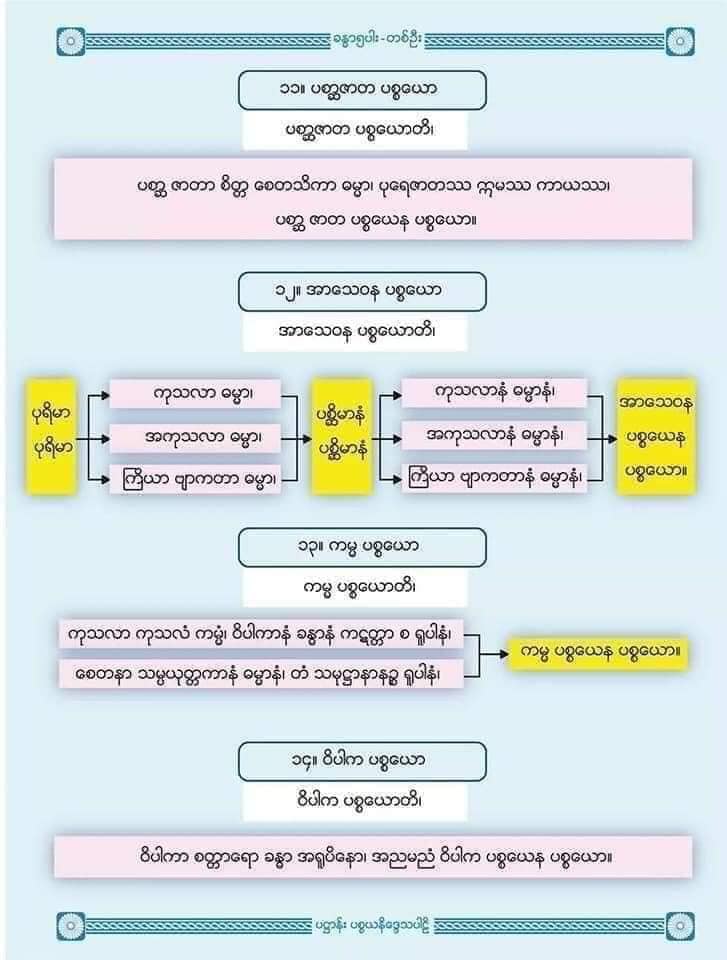 ခန္ဓာ၅ပါး - တစ်ဦး
၁၁။ ပစ္ဆာဇာတ ပစ္စယော
ပစ္ဆာဇာတ ပစ္စယောတိ၊
ပစ္ဆာ ဇာတာ စိတ္တ စေတသိကာ ဓမ္မာ၊ ပုရေဇာတဿ ဣမဿ ကာယဿ၊
ပစ္ဆာ ဇာတ ပစ္စယေန ပစ္စယော။
၁၂။ အာသေဝန ပစ္စယော
အာသေဝန ပစ္စယောတိ၊
ပုရိမာ
ပုရိမာ
ကုသလာ ဓမ္မာ၊
အကုသလာ ဓမ္မာ၊
ကြိယာ ဗျာကတာ ဓမ္မာ၊
ပစ္ဆိမာနံ
ပစ္ဆိမာနံ
ကုသလာနံ ဓမ္မာနံ၊
အကုသလာနံ ဓမ္မာနံ၊
ကြိယာ ဗျာကတာနံ ဓမ္မာနံ၊
အာသေဝန
ပစ္စယေန
ပစ္စယော။
၁၃။ ကမ္မ ပစ္စယော
ကမ္မ ပစ္စယောတိ၊
ကုသလာ ကုသလံ ကမ္မံ၊ ဝိပါကာနံ ခန္ဓာနံ ကဋတ္တာ စ ရူပါနံ၊
စေတနာ သမ္ပယုတ္တကာနံ ဓမ္မာနံ၊ တံ သမုဋ္ဌာနာနဉ္စ ရူပါနံ၊
ကမ္မ ပစ္စယေန ပစ္စယော။
၁၄။ ဝိပါက ပစ္စယော
ဝိပါက ပစ္စယောတိ၊
ဝိပါကာ စတ္တာရော ခန္ဓာ အရူပိနော၊ အညမညံ ဝိပါက ပစ္စယေန ပစ္စယော။
ပဋ္ဌာန်း ပစ္စယနိဒ္ဒေသပါဠိ